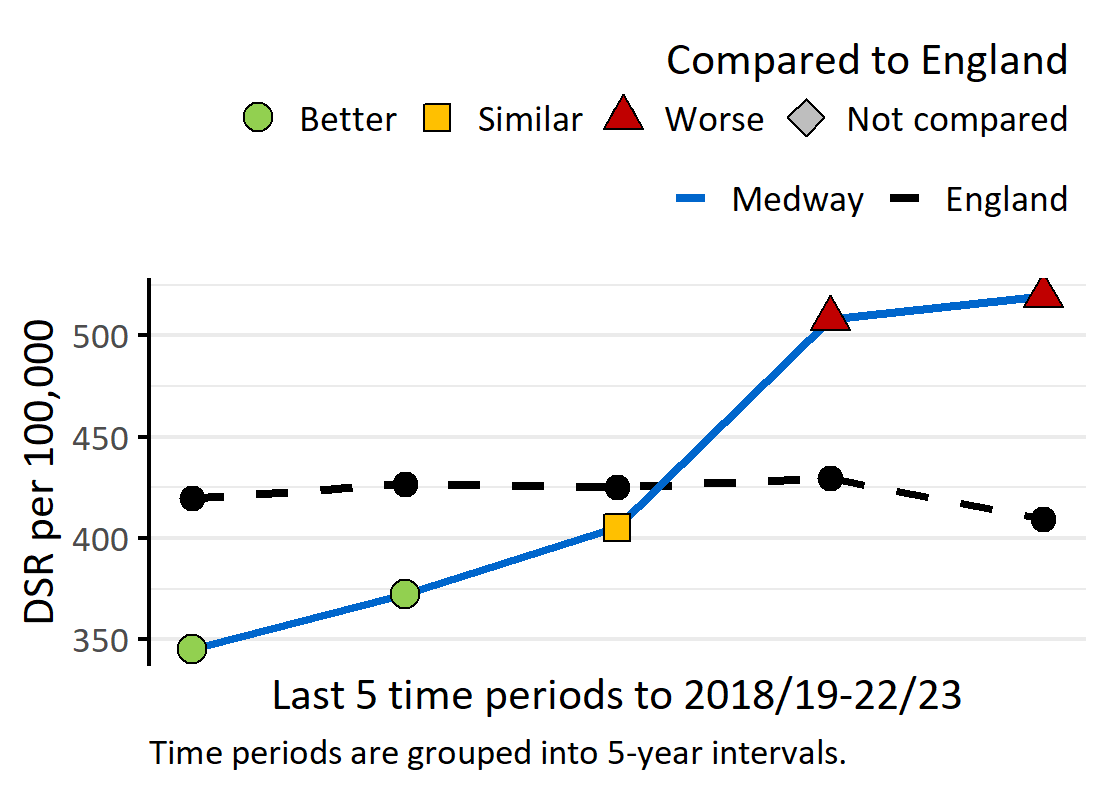 Compared to England
Better Similar Worse Not compared
Medway England
DSR per 100,000
500
450
400
350
Last 5 time periods to 2018/19-22/23
Time periods are grouped into 5-year intervals.